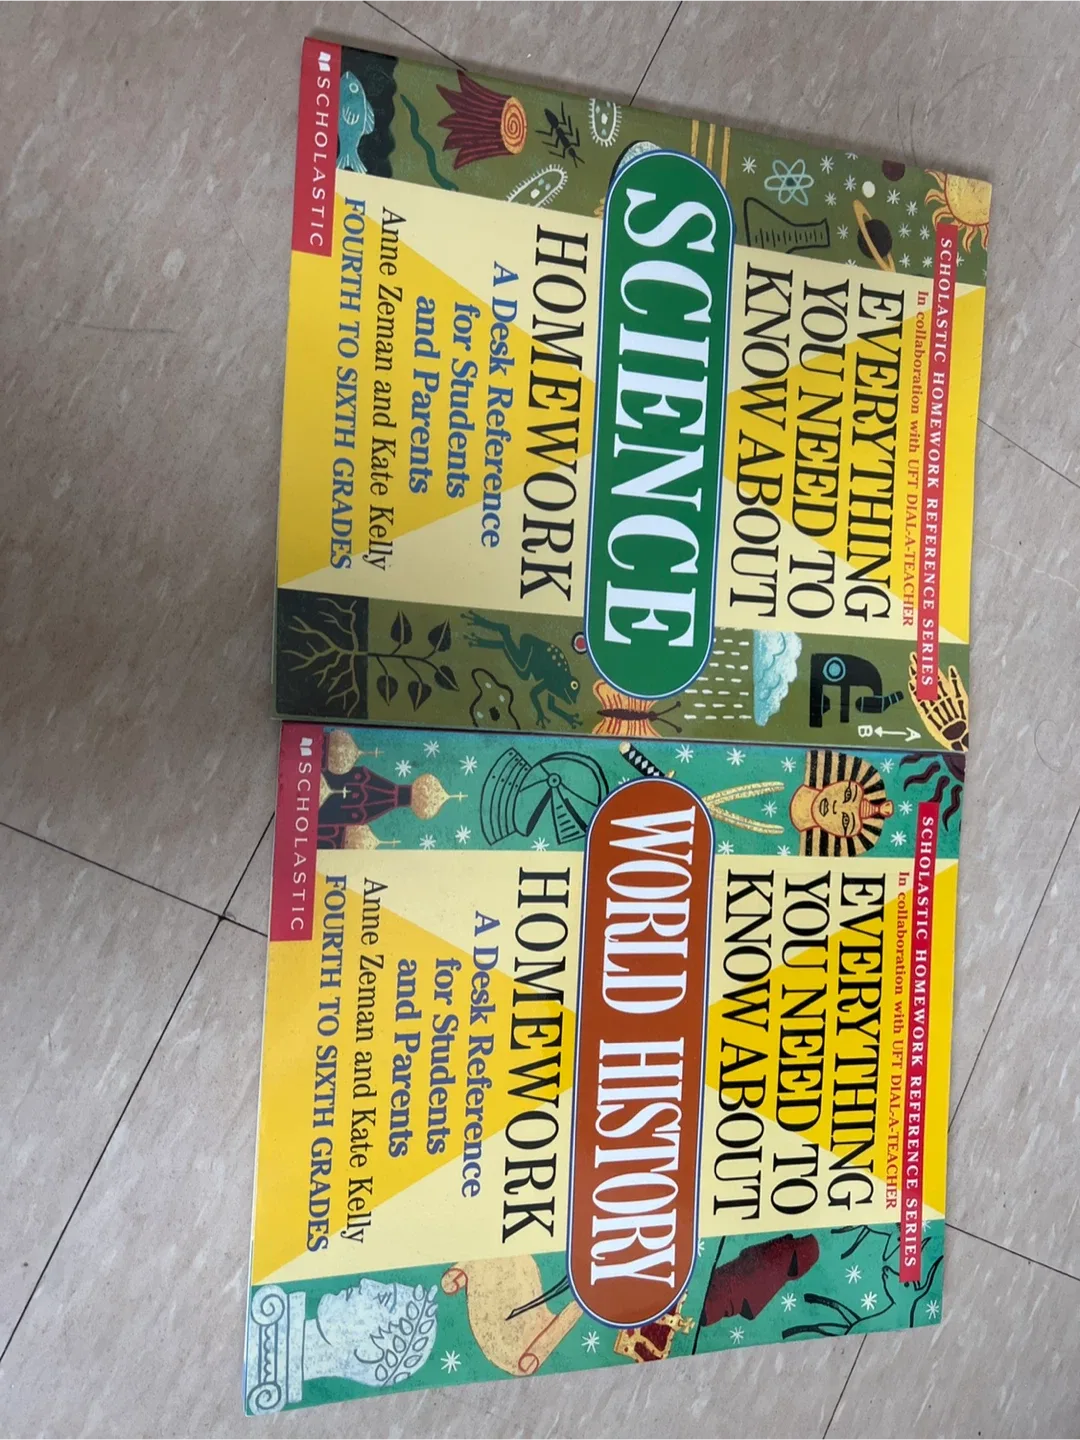 SCHOLASTIC HOMEWORK REFERENCE SERIES
In collaboration with UFT DIAL-A-TEACHER
EVERYTHING
YOU NEED TO
KNOW ABOUT
SCIENCE
HOMEWORK
A Desk Reference
for Students
and Parents
Anne Zeman and Kate Kelly
FOURTH TO SIXTH GRADES
SCHOLASTIC
A
B
SCHOLASTIC HOMEWORK REFERENCE SERIES
In collaboration with UFT DIAL-A-TEACHER
EVERYTHING
YOU NEED TO
KNOW ABOUT
WORLD HISTORY
HOMEWORK
A Desk Reference
for Students
and Parents
Anne Zeman and Kate Kelly
FOURTH TO SIXTH GRADES
SCHOLASTIC